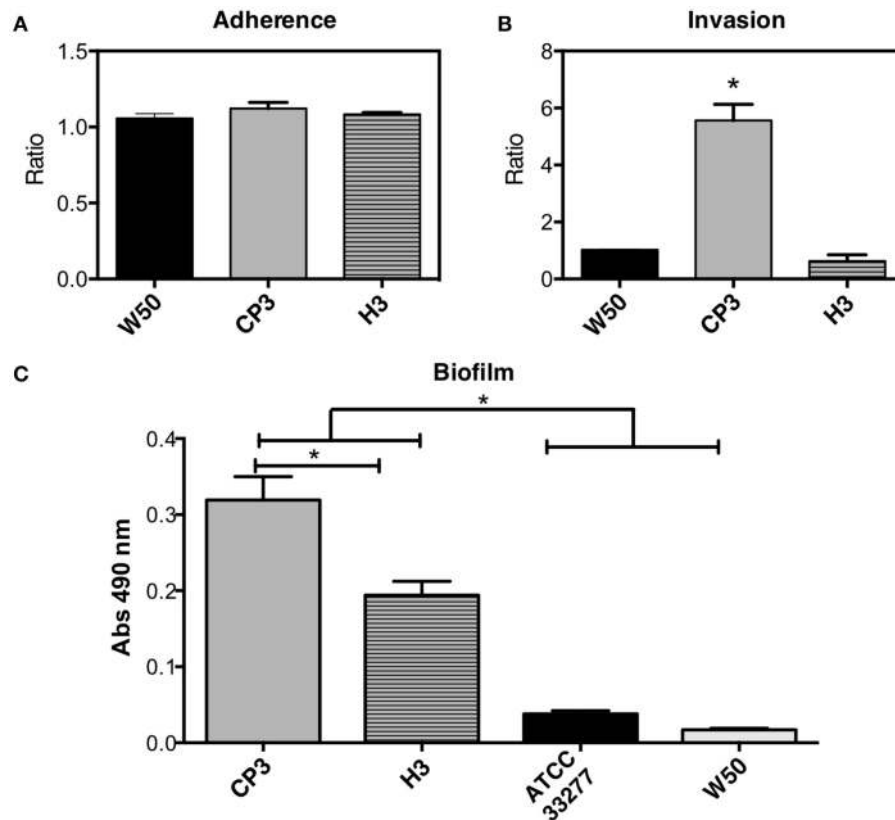 A
Adherence
1.5
1.0
0.5
0.0
Ratio
W50
CP3
H3
B
Invasion
8
6
4
2
0
Ratio
*
W50
CP3
H3
C
Biofilm
*
*
0.4
0.3
0.2
0.1
0.0
Abs 490 nm
CP3
H3
ATCC
33277
W50